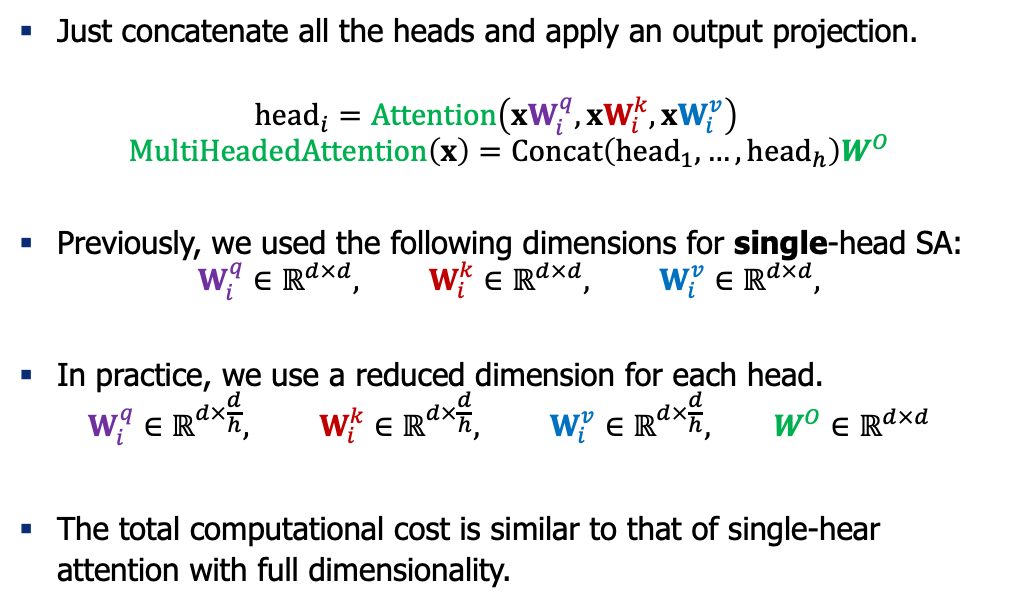 ▪ Just concatenate all the heads and apply an output projection.
headᵢ = Attention(xWᵢ^q, xWᵢ^k, xWᵢ^v)
MultiHeadedAttention(x) = Concat(head₁, …, headₕ)W^O
▪ Previously, we used the following dimensions for single-head SA:
Wᵢ^q ∈ ℝ^{d×d}, Wᵢ^k ∈ ℝ^{d×d}, Wᵢ^v ∈ ℝ^{d×d},
▪ In practice, we use a reduced dimension for each head.
Wᵢ^q ∈ ℝ^{d×d/h}, Wᵢ^k ∈ ℝ^{d×d/h}, Wᵢ^v ∈ ℝ^{d×d/h}, W^O ∈ ℝ^{d×d}
▪ The total computational cost is similar to that of single-hear
attention with full dimensionality.